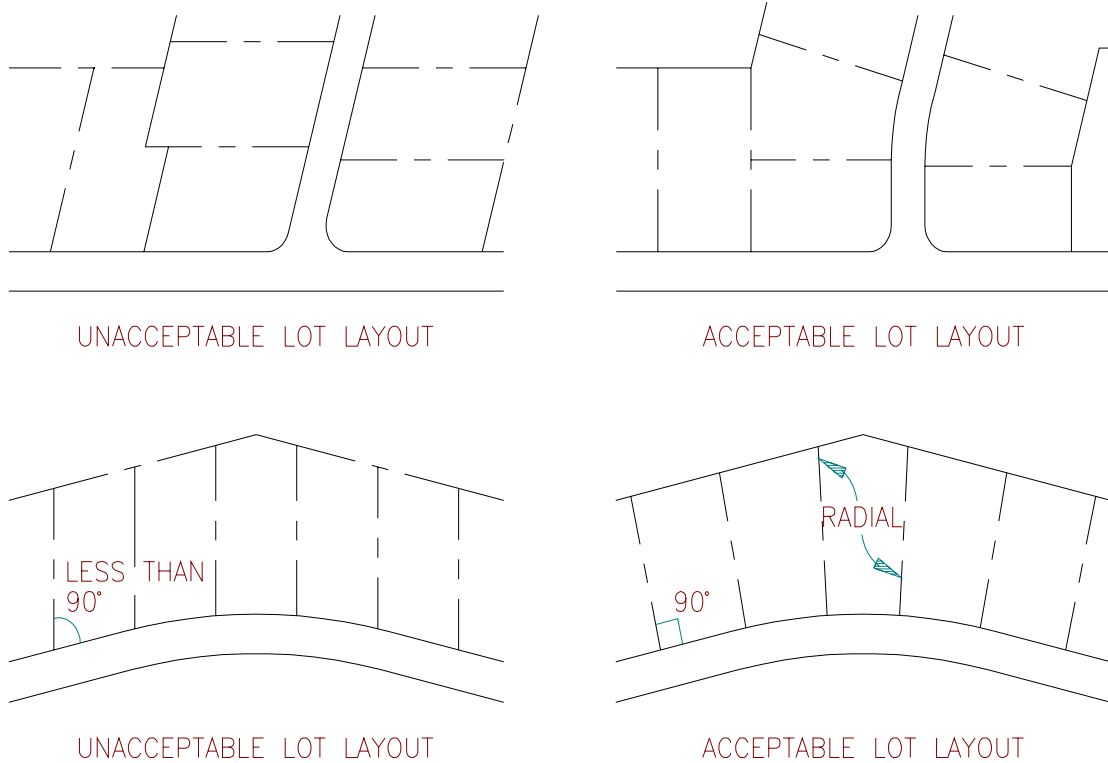 UNACCEPTABLE LOT LAYOUT
ACCEPTABLE LOT LAYOUT
LESS THAN
90°
RADIAL
90°
UNACCEPTABLE LOT LAYOUT
ACCEPTABLE LOT LAYOUT